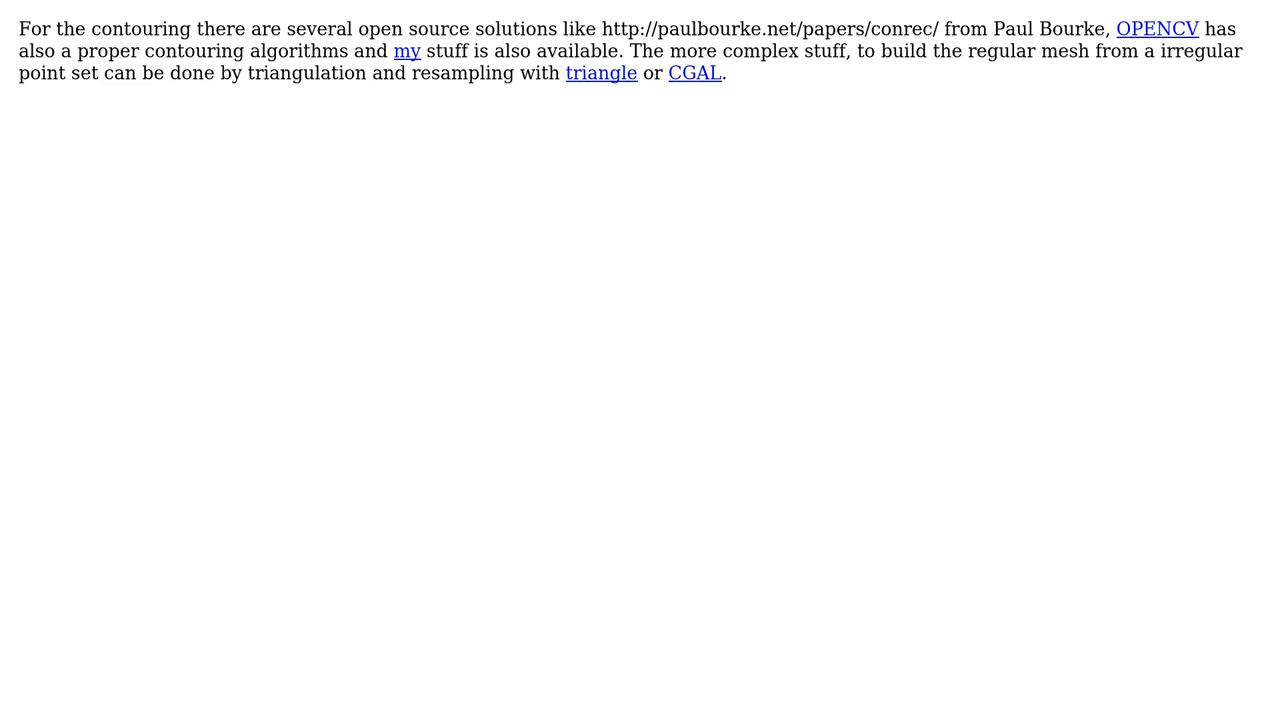 For the contouring there are several open source solutions like http://paulbourke.net/papers/conrec/ from Paul Bourke, OPENCV has
also a proper contouring algorithms and my stuff is also available. The more complex stuff, to build the regular mesh from a irregular
point set can be done by triangulation and resampling with triangle or CGAL.